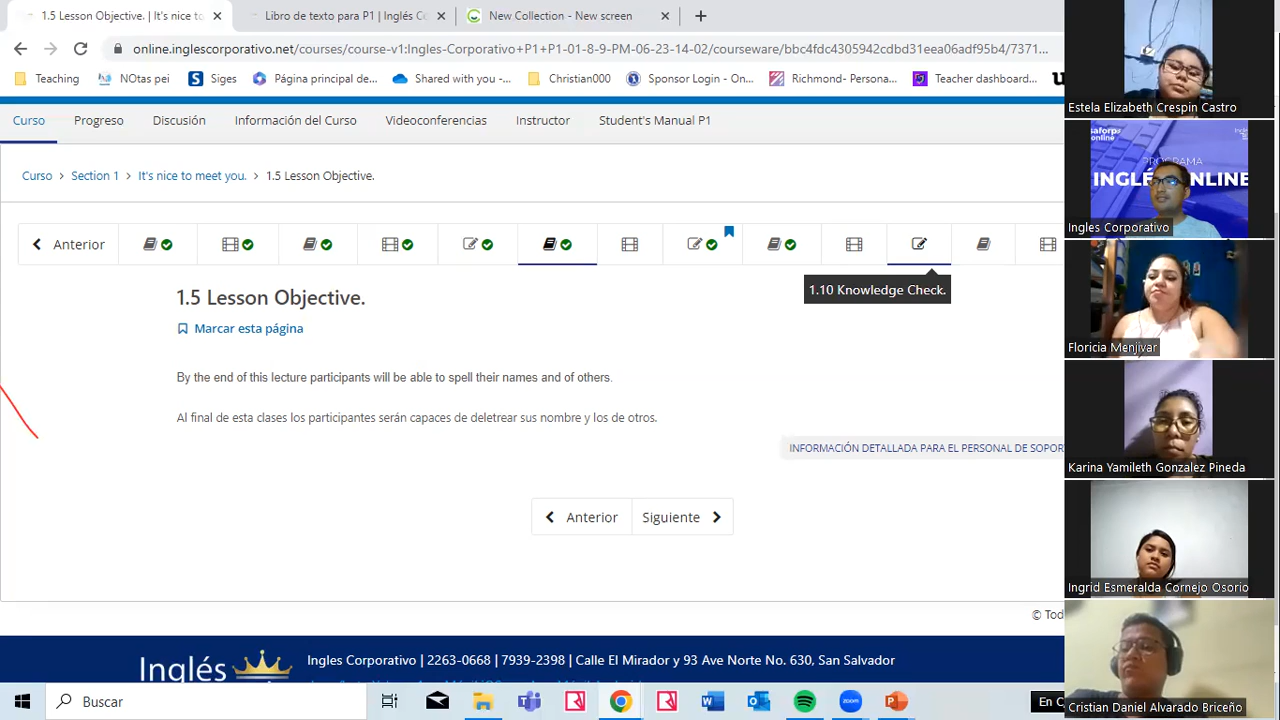 1.5 Lesson Objective. | It's nice to
Libro de texto para P1 | Inglés Co
New Collection - New screen
online.inglescorporativo.net/courses/course-v1:Ingles-Corporativo+P1+P1-01-8-9-PM-06-23-14-02/courseware/bbc4fdc4305942cdbd31eea06adf95b4/7371...
Teaching
NOtas pei
Siges
Página principal de...
Shared with you -...
Christian000
Sponsor Login - On...
Richmond- Persona...
Teacher dashboard...
Curso
Progreso
Discusión
Información del Curso
Videoconferencias
Instructor
Student's Manual P1
Curso > Section 1 > It's nice to meet you. > 1.5 Lesson Objective.
Anterior
1.10 Knowledge Check.
1.5 Lesson Objective.
Marcar esta página
By the end of this lecture participants will be able to spell their names and of others.
Al final de esta clases los participantes serán capaces de deletrear sus nombre y los de otros.
INFORMACIÓN DETALLADA PARA EL PERSONAL DE SOPOR
Anterior
Siguiente
© Tod
Inglés
Ingles Corporativo | 2263-0668 | 7939-2398 | Calle El Mirador y 93 Ave Norte No. 630, San Salvador
Buscar
En C
Estela Elizabeth Crespin Castro
saforp
online
PROGRAMA
INGLÉ NLINE
Ingles Corporativo
Floricia Menjivar
Karina Yamileth Gonzalez Pineda
Ingrid Esmeralda Cornejo Osorio
Cristian Daniel Alvarado Briceño